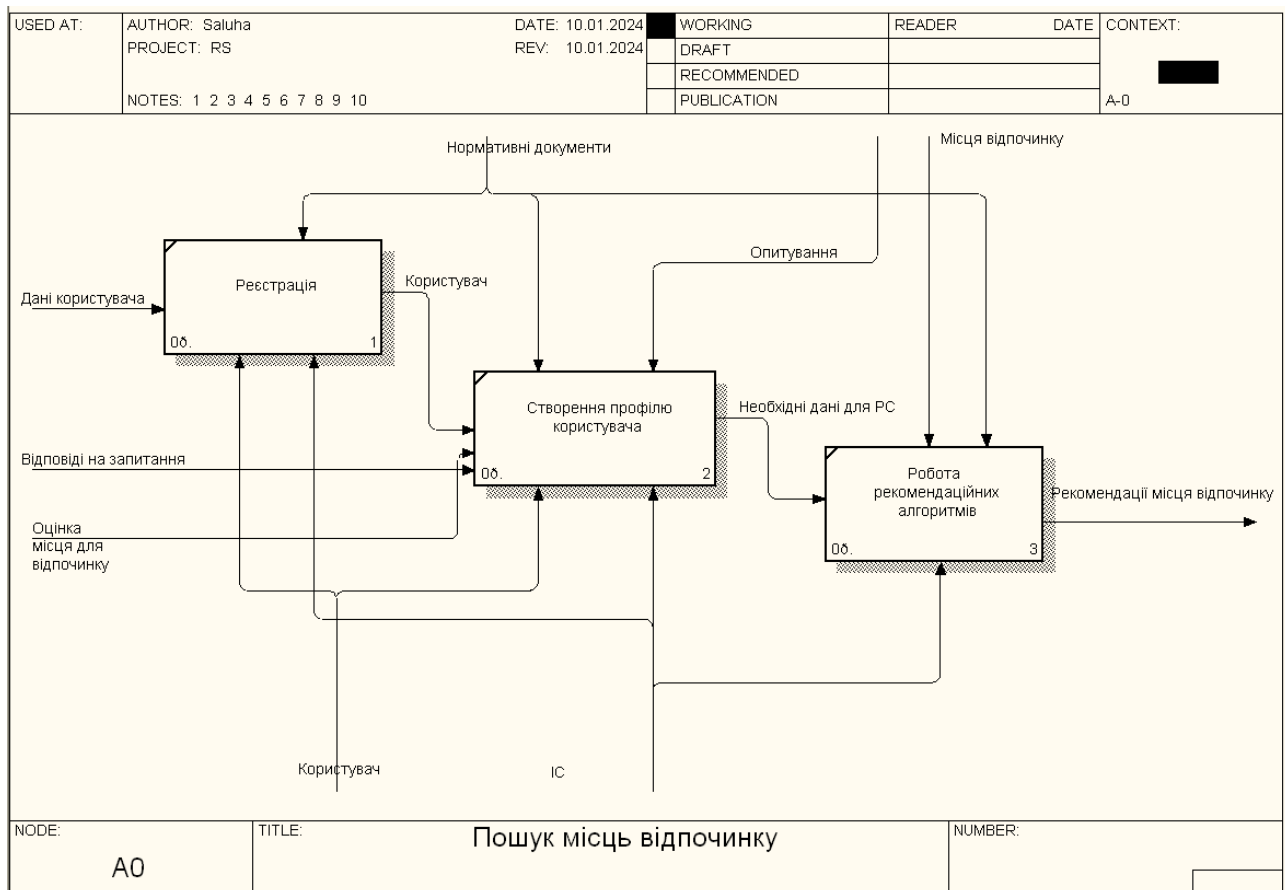 USED AT:
AUTHOR: Saluha
DATE: 10.01.2024
WORKING
READER
DATE
CONTEXT:
PROJECT: RS
REV: 10.01.2024
DRAFT
RECOMMENDED
NOTES: 1 2 3 4 5 6 7 8 9 10
PUBLICATION
A-0
Нормативні документи
Місця відпочинку
Опитування
Реєстрація
Користувач
Дані користувача
0ð.
1
Створення профілю
користувача
Необхідні дані для РС
Відповіді на запитання
0ð.
2
Робота
рекомендаційних
алгоритмів
Рекомендації місця відпочинку
Оцінка
місця для
відпочинку
0ð.
3
Користувач
ІС
NODE:
TITLE:
Пошук місць відпочинку
NUMBER:
A0